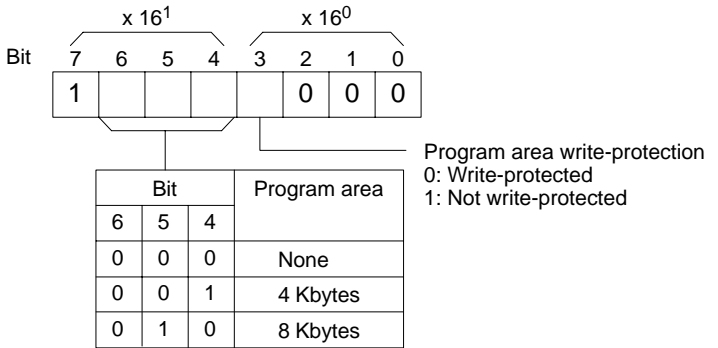 x 16¹ x 16⁰
Bit 7 6 5 4 3 2 1 0
1 0 0 0
Program area write-protection
0: Write-protected
1: Not write-protected
Bit Program area
6 5 4
0 0 0 None
0 0 1 4 Kbytes
0 1 0 8 Kbytes